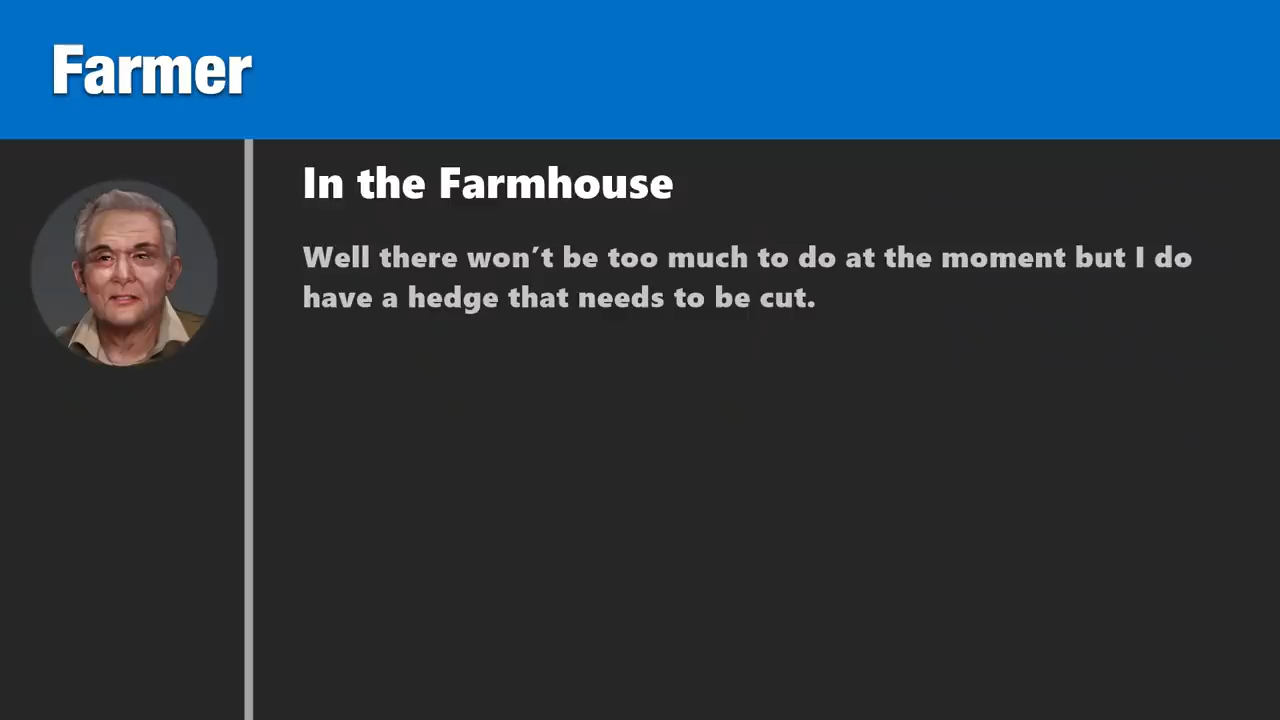 Farmer
In the Farmhouse
Well there won’t be too much to do at the moment but I do
have a hedge that needs to be cut.